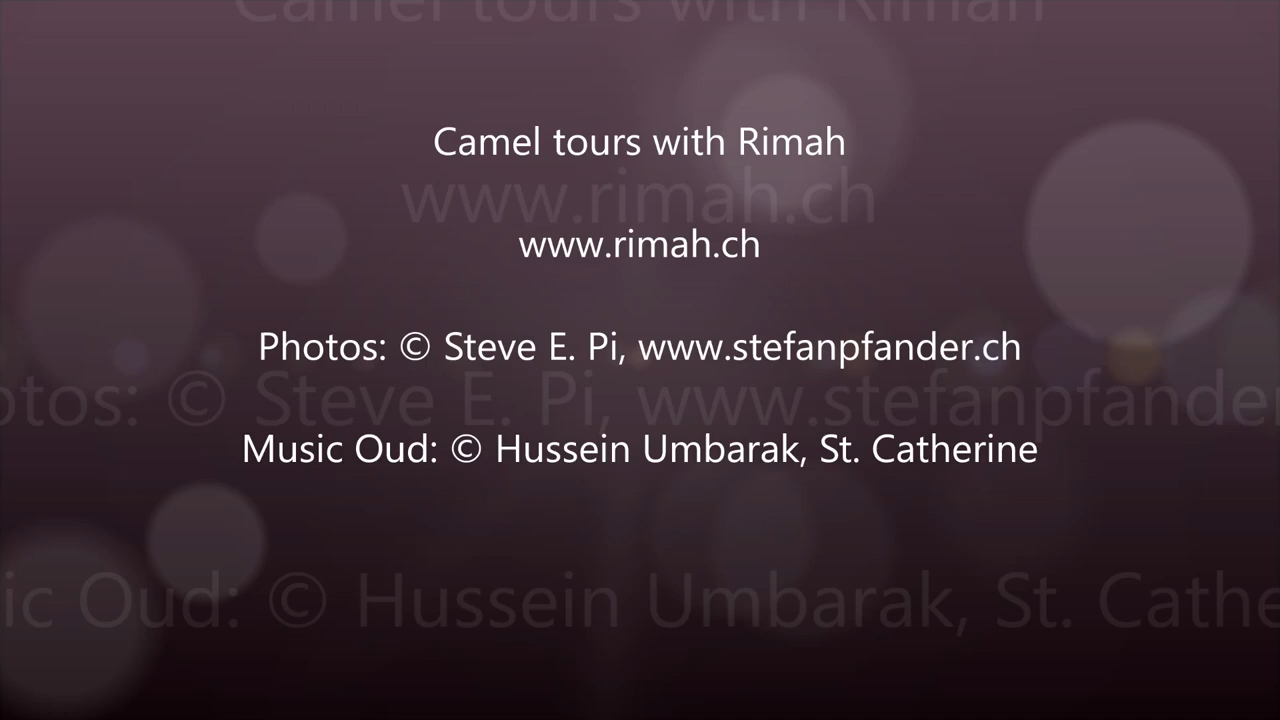 Camel tours with Rimah
www.rimah.ch
Photos: © Steve E. Pi, www.stefanpfander.ch
Music Oud: © Hussein Umbarak, St. Catherine